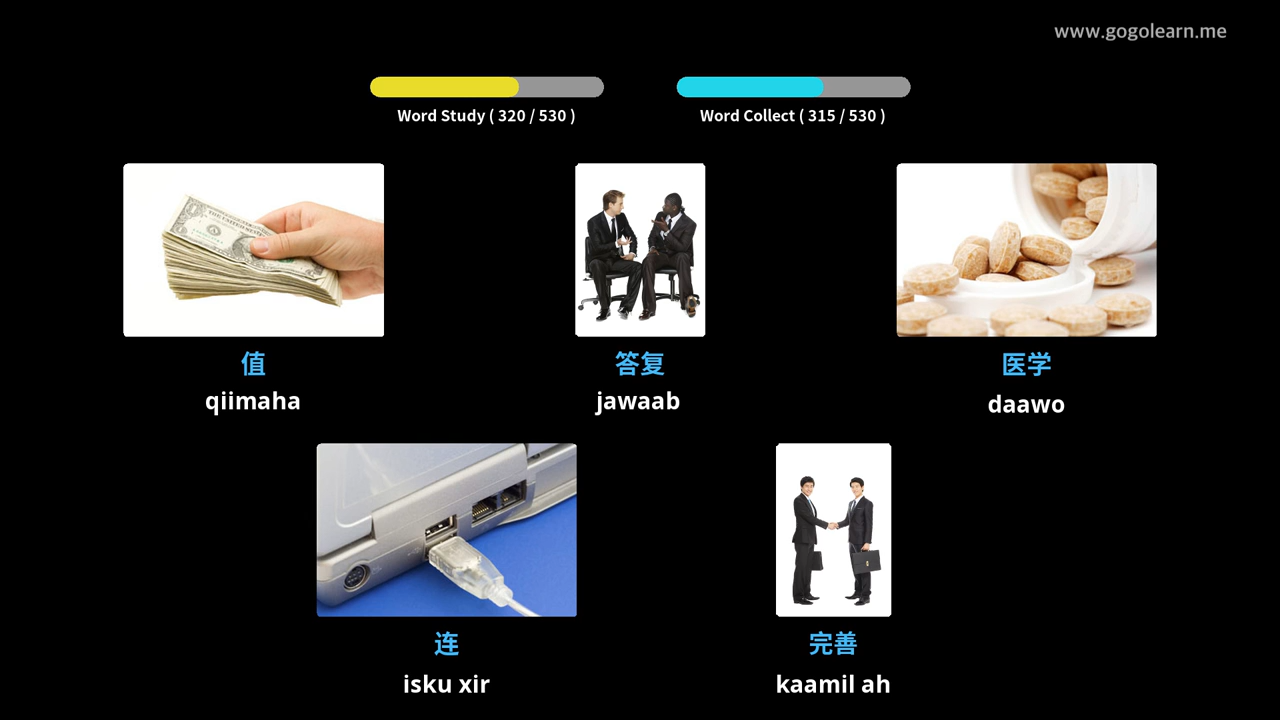 www.gogolearn.me
Word Study ( 320 / 530 )
Word Collect ( 315 / 530 )
值
qiimaha
答复
jawaab
医学
daawo
连
isku xir
完善
kaamil ah